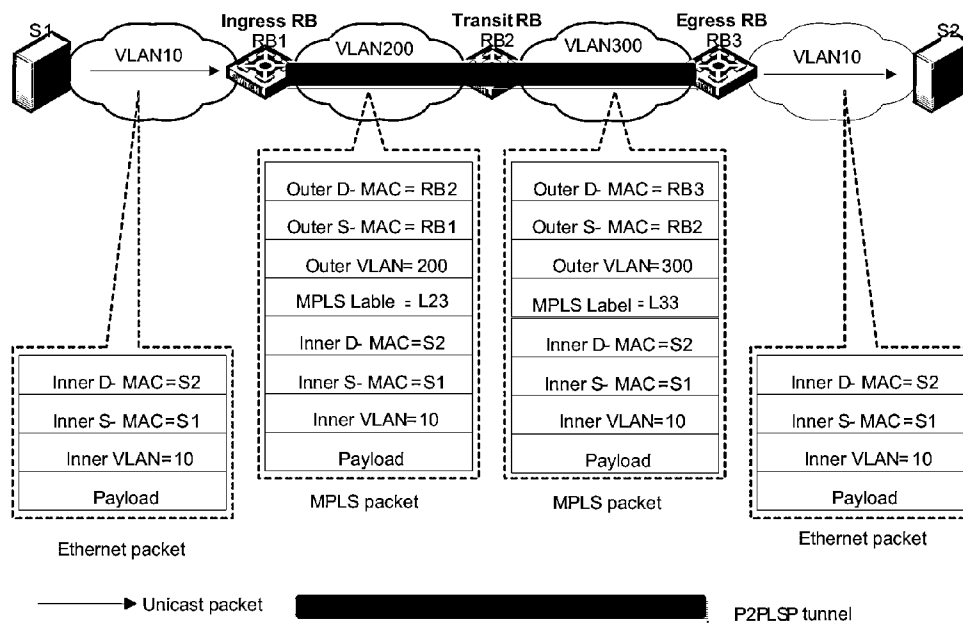 S1
VLAN10
Ingress RB
RB1
VLAN200
Transit RB
RB2
VLAN300
Egress RB
RB3
VLAN10
S2
Outer D- MAC = RB2
Outer S- MAC = RB1
Outer VLAN= 200
MPLS Lable = L23
Inner D- MAC=S2
Inner S- MAC=S1
Inner VLAN=10
Payload
MPLS packet
Outer D- MAC = RB3
Outer S- MAC = RB2
Outer VLAN=300
MPLS Label = L33
Inner D- MAC=S2
Inner S- MAC=S1
Inner VLAN=10
Payload
MPLS packet
Inner D- MAC=S2
Inner S- MAC=S1
Inner VLAN=10
Payload
Ethernet packet
Inner D- MAC=S2
Inner S- MAC=S1
Inner VLAN=10
Payload
Ethernet packet
Unicast packet
P2PLSP tunnel